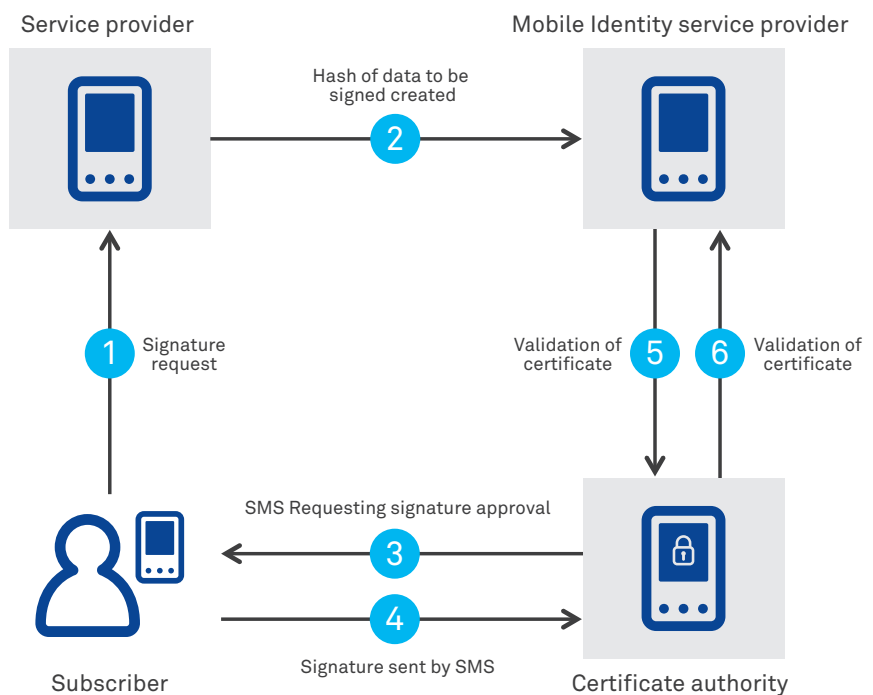 Service provider
Mobile Identity service provider
Hash of data to be
signed created
2
1
Signature
request
Validation of
certificate
5
6
Validation of
certificate
SMS Requesting signature approval
3
4
Signature sent by SMS
Subscriber
Certificate authority